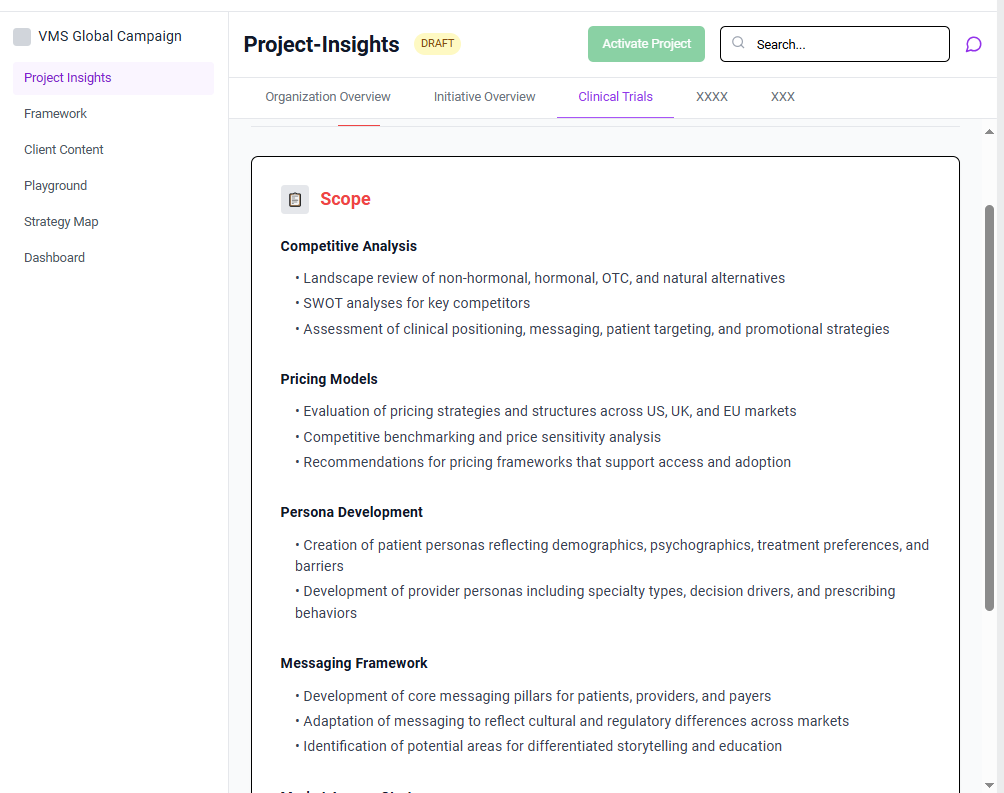 VMS Global Campaign
Project Insights
Framework
Client Content
Playground
Strategy Map
Dashboard
Project-Insights
DRAFT
Activate Project
Search...
Organization Overview
Initiative Overview
Clinical Trials
XXXX
XXX
Scope
Competitive Analysis
• Landscape review of non-hormonal, hormonal, OTC, and natural alternatives
• SWOT analyses for key competitors
• Assessment of clinical positioning, messaging, patient targeting, and promotional strategies
Pricing Models
• Evaluation of pricing strategies and structures across US, UK, and EU markets
• Competitive benchmarking and price sensitivity analysis
• Recommendations for pricing frameworks that support access and adoption
Persona Development
• Creation of patient personas reflecting demographics, psychographics, treatment preferences, and
barriers
• Development of provider personas including specialty types, decision drivers, and prescribing
behaviors
Messaging Framework
• Development of core messaging pillars for patients, providers, and payers
• Adaptation of messaging to reflect cultural and regulatory differences across markets
• Identification of potential areas for differentiated storytelling and education